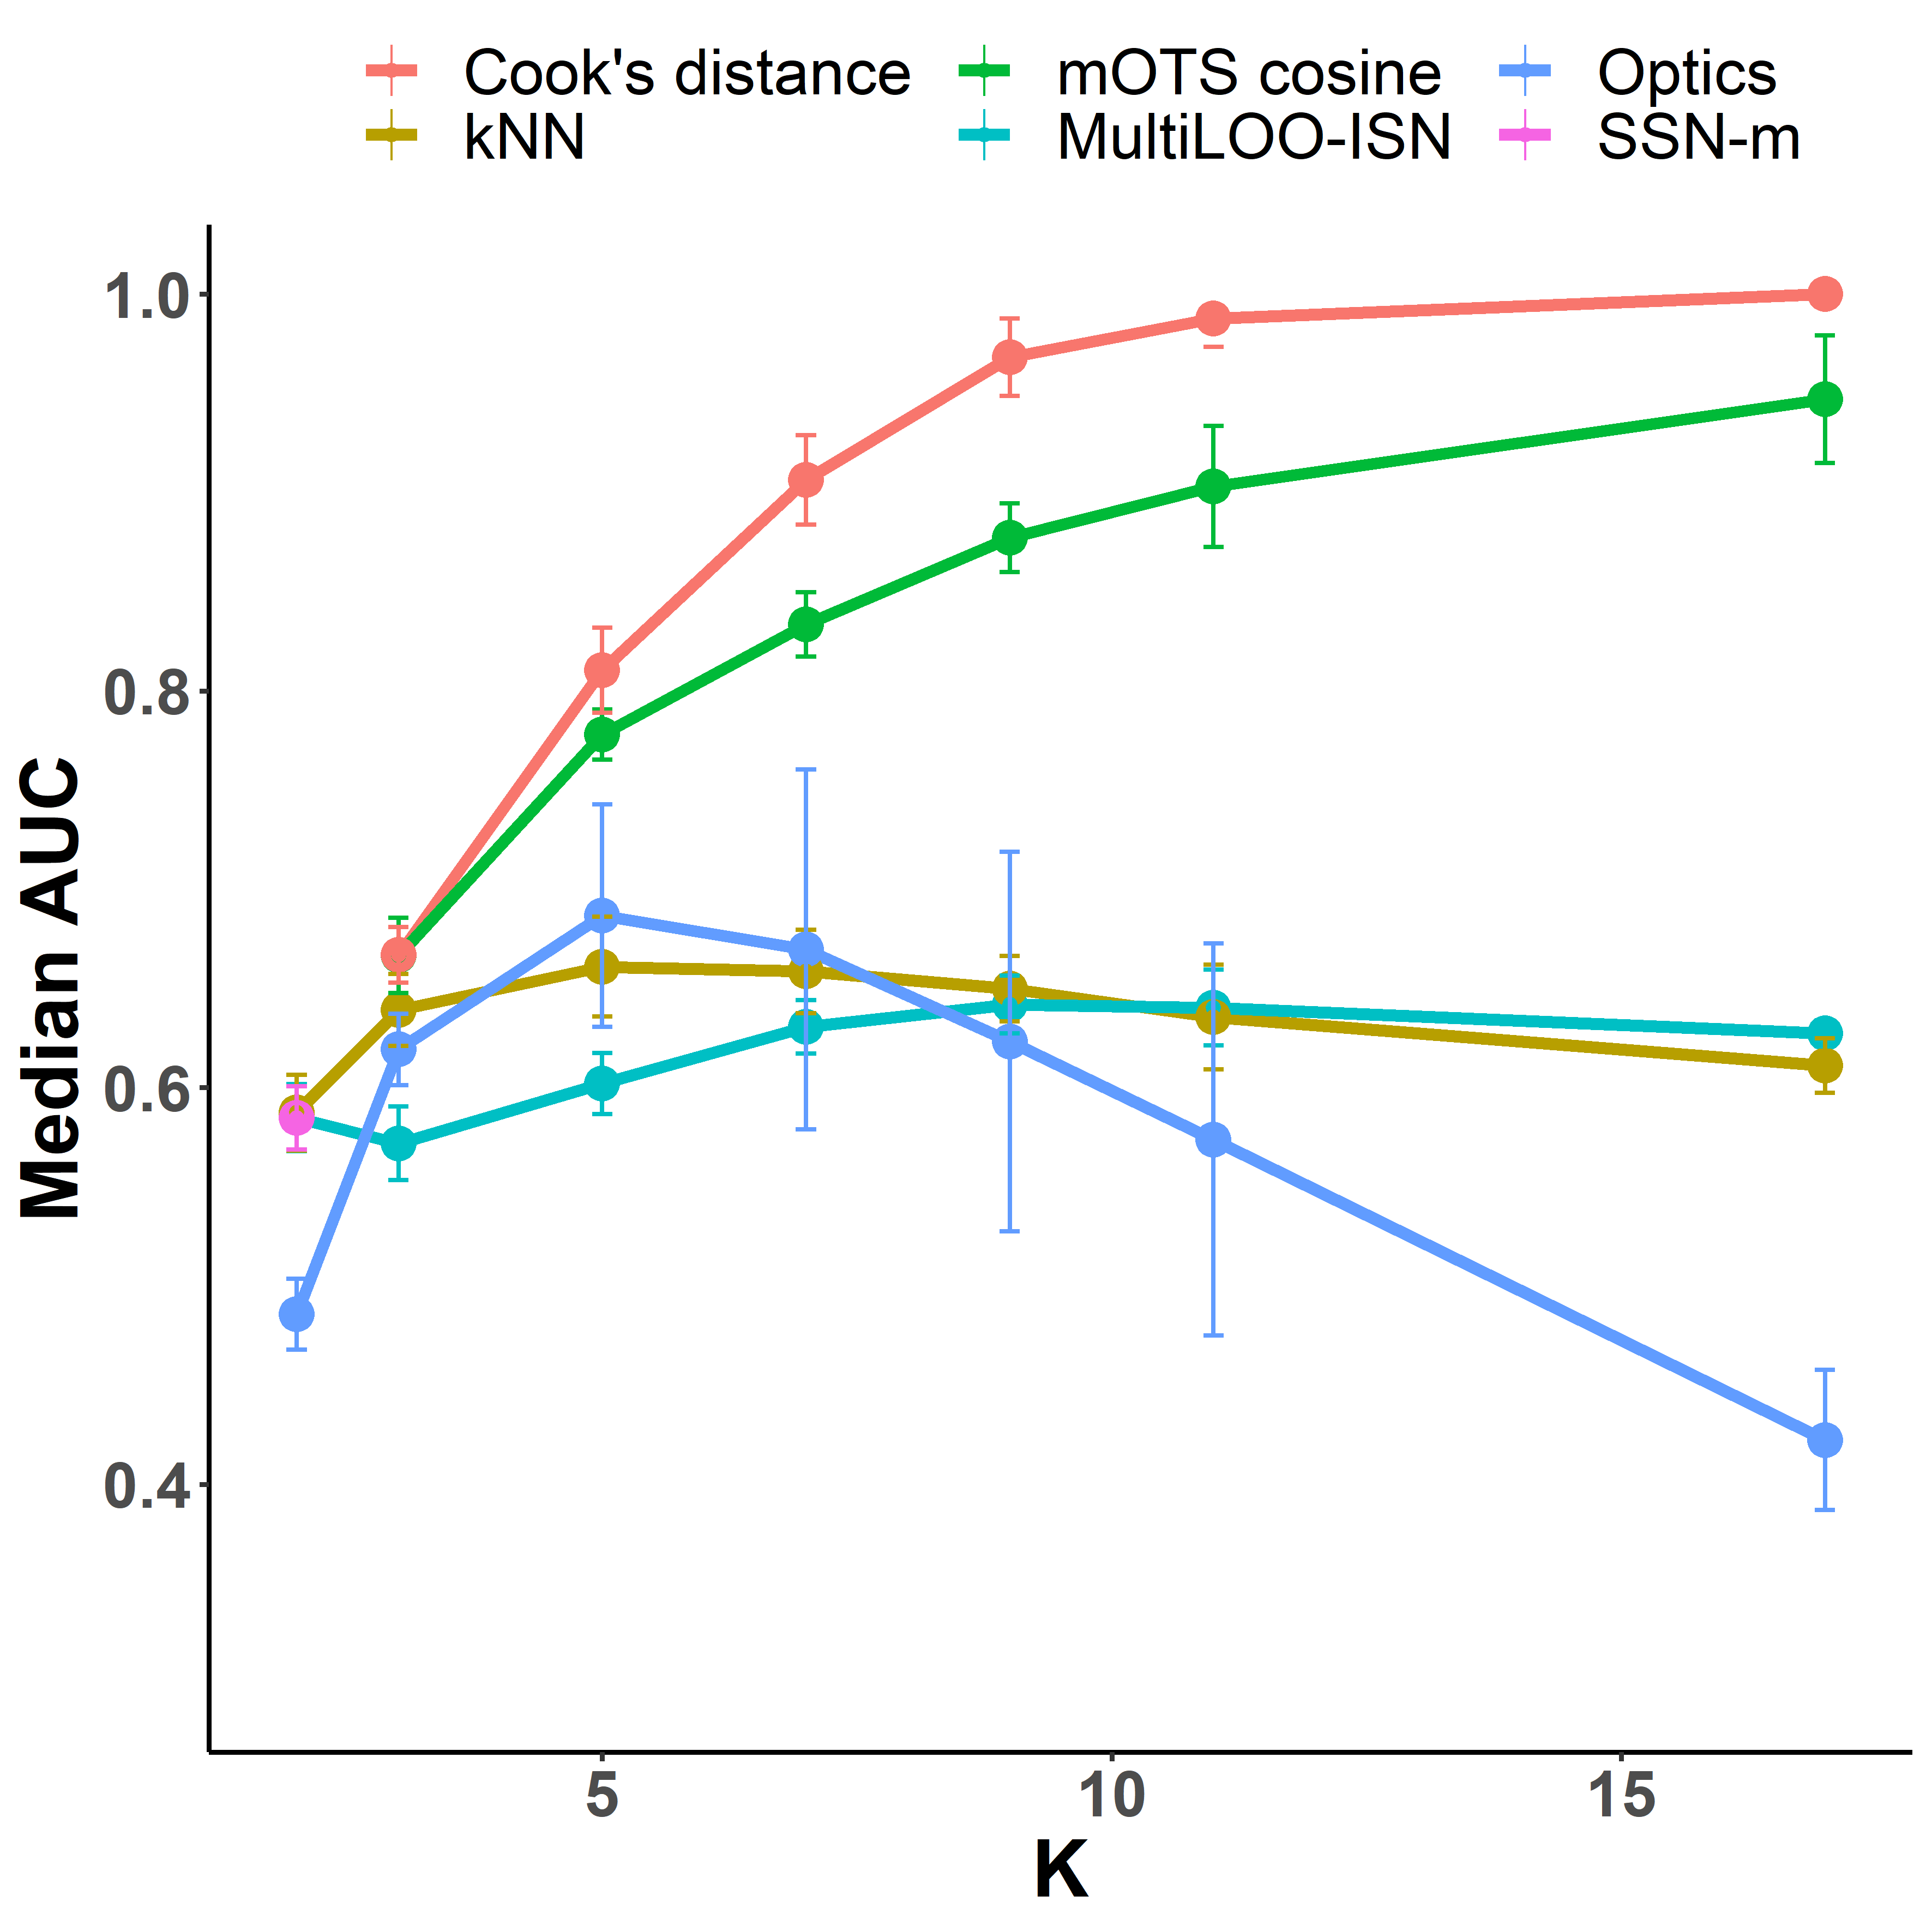 Cook's distance mOTS cosine Optics
kNN MultiLOO-ISN SSN-m
1.0
0.8
0.6
0.4
Median AUC
5 10 15
K